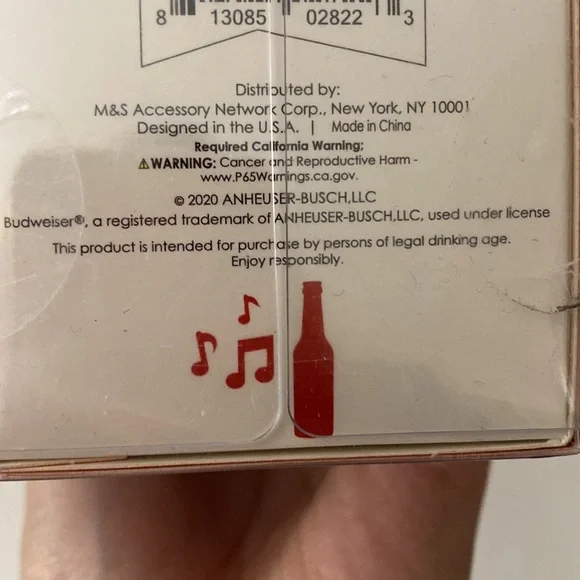 8 13085 02822 3
Distributed by:
M&S Accessory Network Corp., New York, NY 10001
Designed in the U.S.A. | Made in China
Required California Warning:
⚠WARNING: Cancer and Reproductive Harm -
www.P65Warnings.ca.gov.
© 2020 ANHEUSER-BUSCH,LLC
Budweiser®, a registered trademark of ANHEUSER-BUSCH,LLC, used under license
This product is intended for purchase by persons of legal drinking age.
Enjoy responsibly.